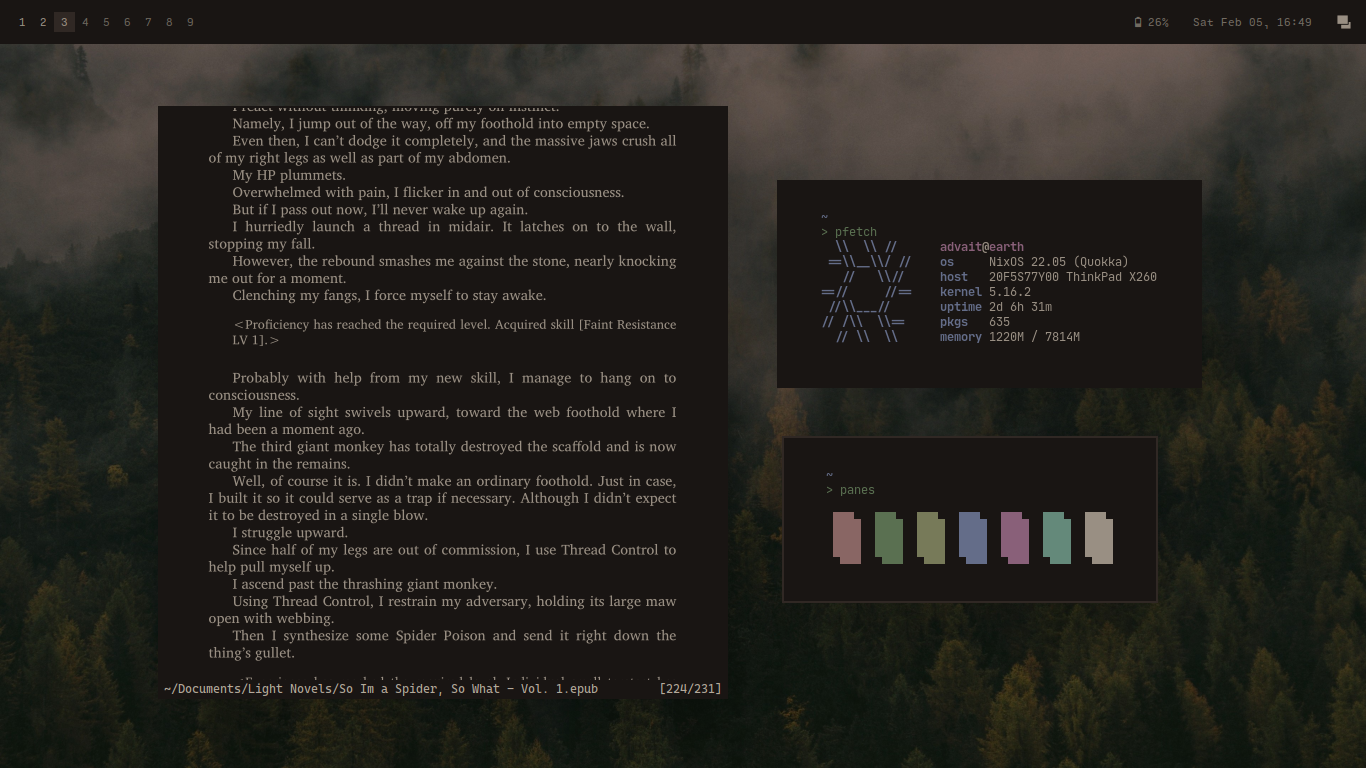 1 2 3 4 5 6 7 8 9
26% Sat Feb 05, 16:49
I react without thinking, moving purely on instinct.
Namely, I jump out of the way, off my foothold into empty space.
Even then, I can’t dodge it completely, and the massive jaws crush all
of my right legs as well as part of my abdomen.
My HP plummets.
Overwhelmed with pain, I flicker in and out of consciousness.
But if I pass out now, I’ll never wake up again.
I hurriedly launch a thread in midair. It latches on to the wall,
stopping my fall.
However, the rebound smashes me against the stone, nearly knocking
me out for a moment.
Clenching my fangs, I force myself to stay awake.
<Proficiency has reached the required level. Acquired skill [Faint Resistance
LV 1].>
Probably with help from my new skill, I manage to hang on to
consciousness.
My line of sight swivels upward, toward the web foothold where I
had been a moment ago.
The third giant monkey has totally destroyed the scaffold and is now
caught in the remains.
Well, of course it is. I didn’t make an ordinary foothold. Just in case,
I built it so it could serve as a trap if necessary. Although I didn’t expect
it to be destroyed in a single blow.
I struggle upward.
Since half of my legs are out of commission, I use Thread Control to
help pull myself up.
I ascend past the thrashing giant monkey.
Using Thread Control, I restrain my adversary, holding its large maw
open with webbing.
Then I synthesize some Spider Poison and send it right down the
thing’s gullet.
~/Documents/Light Novels/So Im a Spider, So What - Vol. 1.epub [224/231]
~
> pfetch
advait@earth
os NixOS 22.05 (Quokka)
host 20F5S77Y00 ThinkPad X260
kernel 5.16.2
uptime 2d 6h 31m
pkgs 635
memory 1220M / 7814M
~
> panes